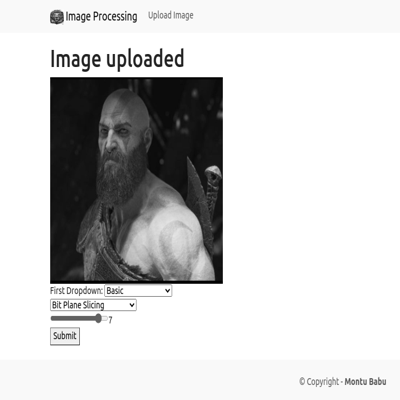 Image Processing Upload Image
Image uploaded
First Dropdown: Basic
Bit Plane Slicing
7
Submit
© Copyright - Montu Babu